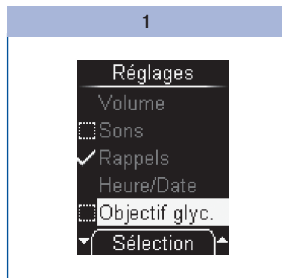 1
Réglages
Volume
Sons
Rappels
Heure/Date
Objectif glyc.
Sélection